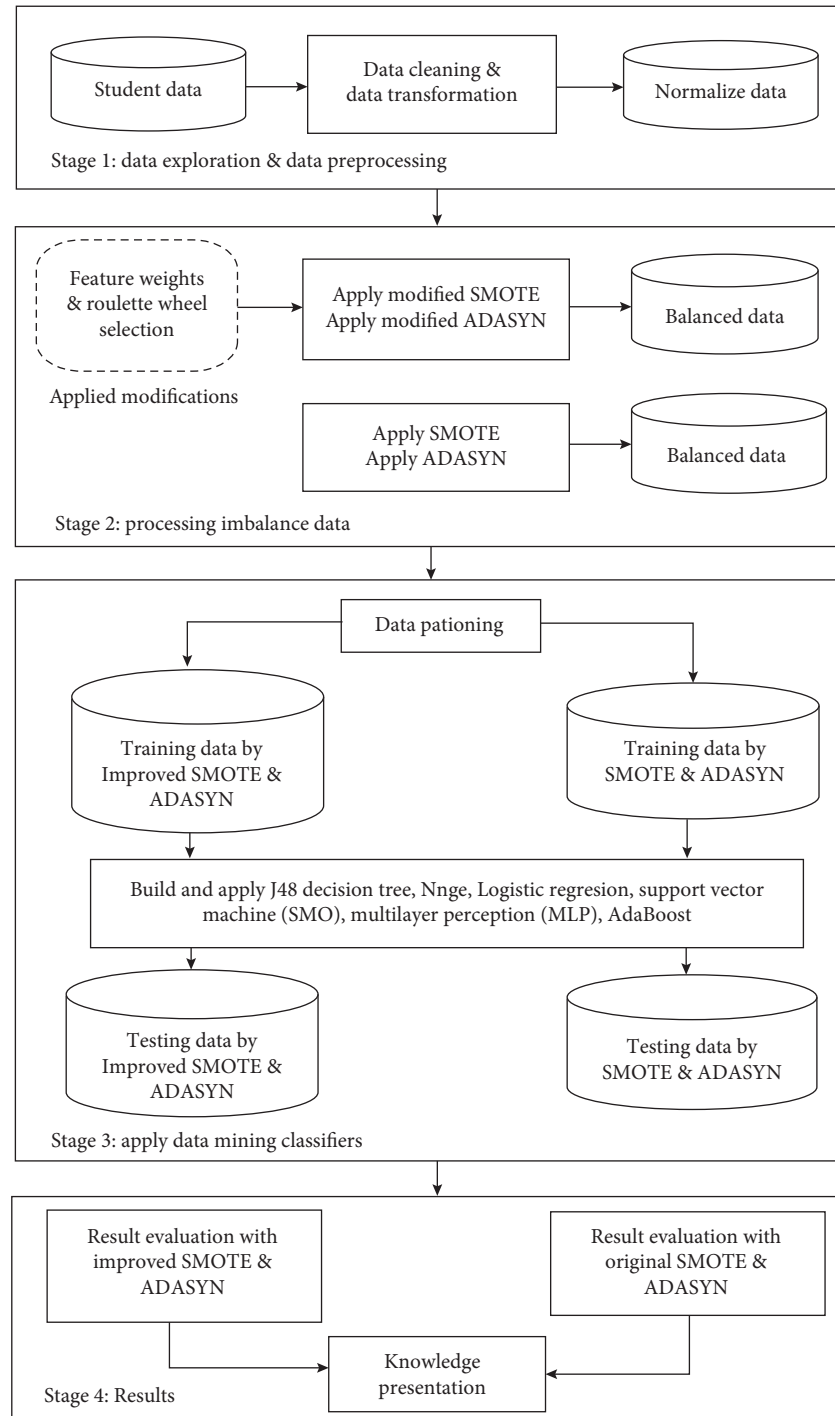 Student data
Data cleaning &
data transformation
Normalize data
Stage 1: data exploration & data preprocessing
Feature weights
& roulette wheel
selection
Applied modifications
Apply modified SMOTE
Apply modified ADASYN
Balanced data
Apply SMOTE
Apply ADASYN
Balanced data
Stage 2: processing imbalance data
Data pationing
Training data by
Improved SMOTE &
ADASYN
Training data by
SMOTE & ADASYN
Build and apply J48 decision tree, Nnge, Logistic regresion, support vector
machine (SMO), multilayer perception (MLP), AdaBoost
Testing data by
Improved SMOTE &
ADASYN
Testing data by
SMOTE & ADASYN
Stage 3: apply data mining classifiers
Result evaluation with
improved SMOTE &
ADASYN
Result evaluation with
original SMOTE &
ADASYN
Knowledge
presentation
Stage 4: Results